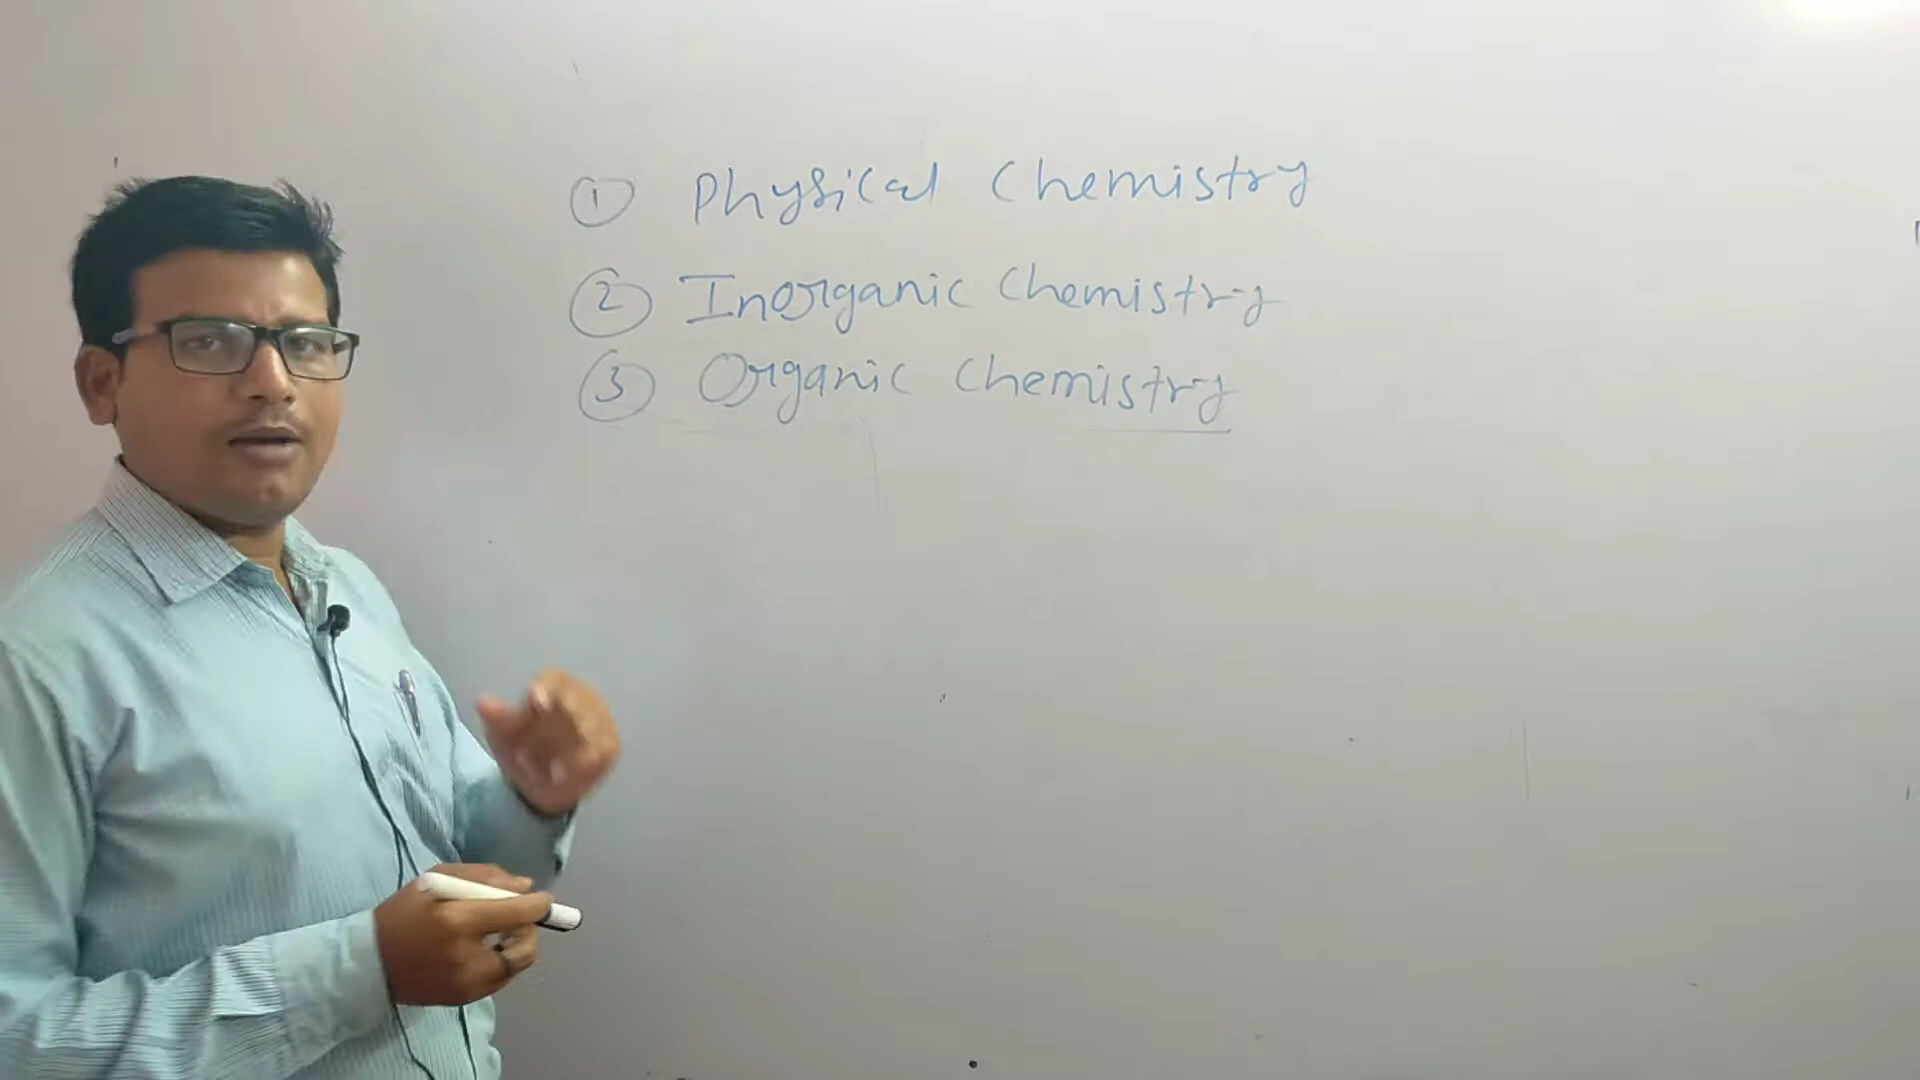 ① Physical Chemistry
② Inorganic Chemistry
③ Organic Chemistry